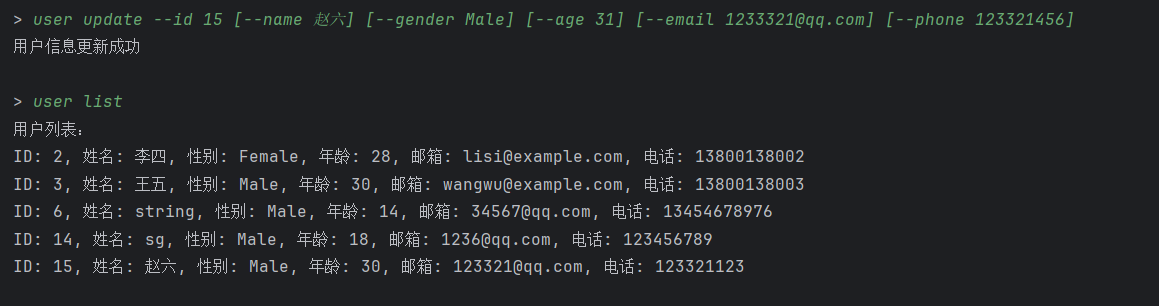 > user update --id 15 [--name 赵六] [--gender Male] [--age 31] [--email 1233321@qq.com] [--phone 123321456]
用户信息更新成功
> user list
用户列表：
ID: 2, 姓名: 李四, 性别: Female, 年龄: 28, 邮箱: lisi@example.com, 电话: 13800138002
ID: 3, 姓名: 王五, 性别: Male, 年龄: 30, 邮箱: wangwu@example.com, 电话: 13800138003
ID: 6, 姓名: string, 性别: Male, 年龄: 14, 邮箱: 34567@qq.com, 电话: 13454678976
ID: 14, 姓名: sg, 性别: Male, 年龄: 18, 邮箱: 1236@qq.com, 电话: 123456789
ID: 15, 姓名: 赵六, 性别: Male, 年龄: 30, 邮箱: 123321@qq.com, 电话: 123321123